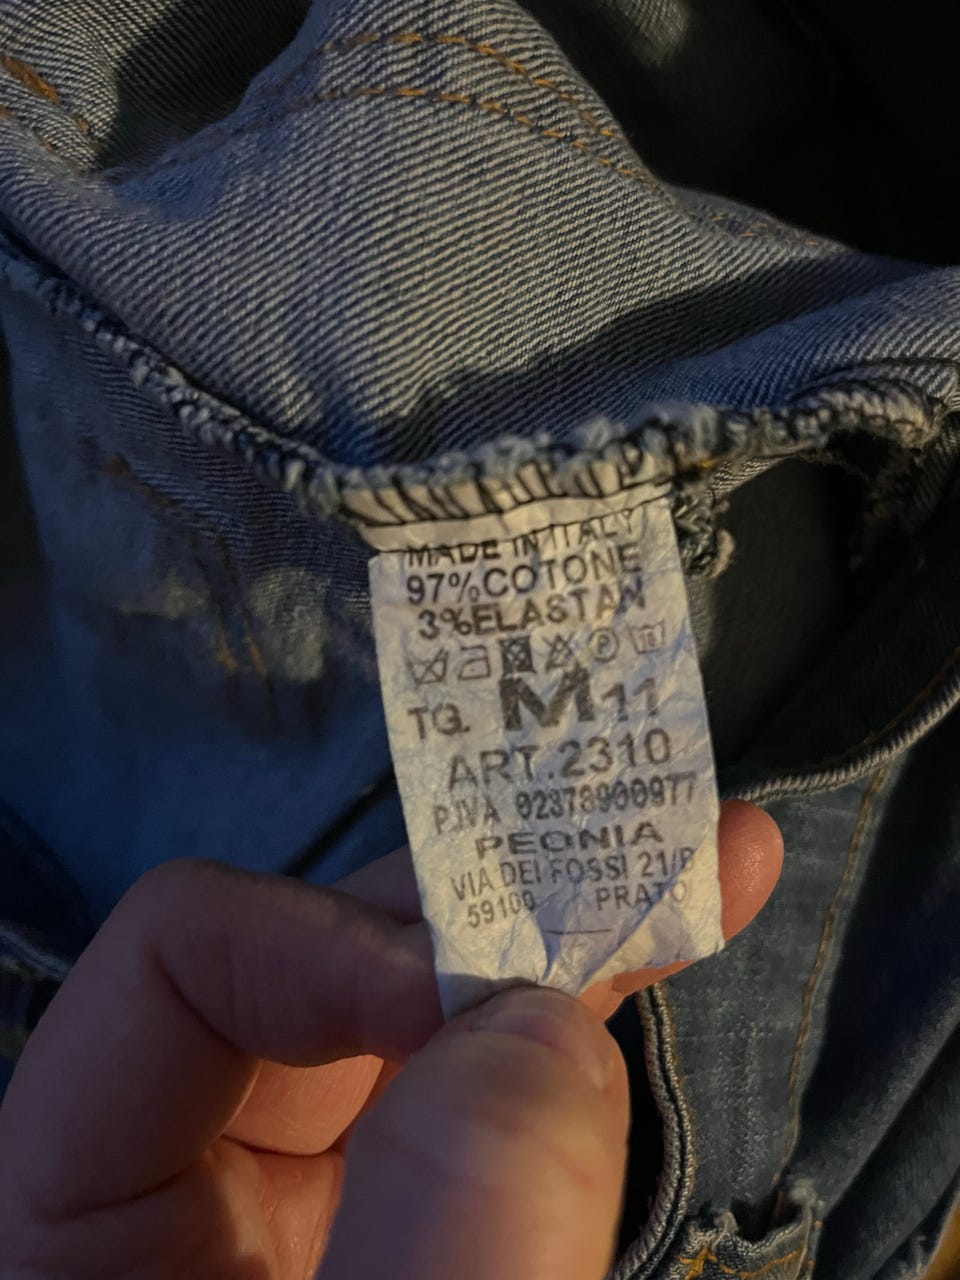 MADE IN ITALY
97%COTONE
3%ELASTAN
TG. M 11
ART.2310
P.IVA 02378900977
PEONIA
VIA DEI FOSSI 21/B
59100 PRATO